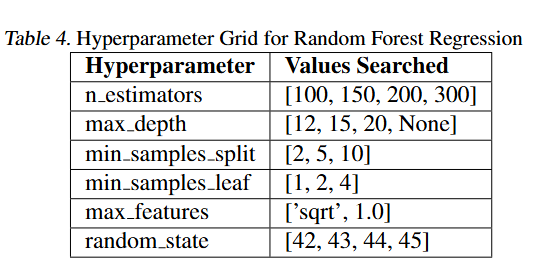 Table 4. Hyperparameter Grid for Random Forest Regression
Hyperparameter Values Searched
n_estimators [100, 150, 200, 300]
max_depth [12, 15, 20, None]
min_samples_split [2, 5, 10]
min_samples_leaf [1, 2, 4]
max_features ['sqrt', 1.0]
random_state [42, 43, 44, 45]